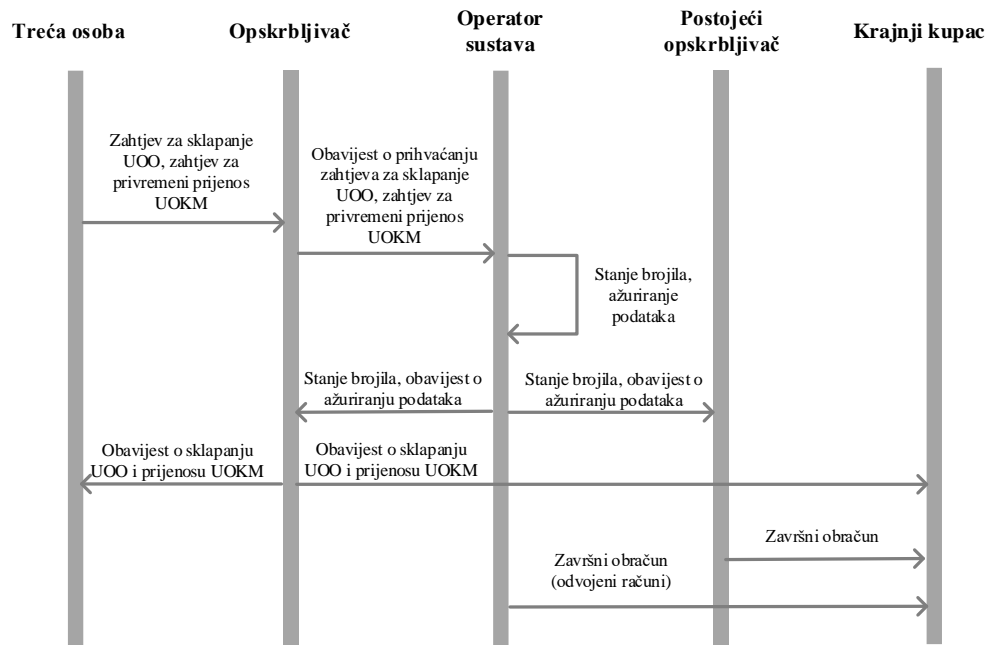 Treća osoba
Opskrbljivač
Operator
sustava
Postojeći
opskrbljivač
Krajnji kupac
Zahtjev za sklapanje
UOO, zahtjev za
privremeni prijenos
UOKM
Obavijest o prihvaćanju
zahtjeva za sklapanje
UOO, zahtjev za
privremeni prijenos
UOKM
Stanje brojila,
ažuriranje
podataka
Stanje brojila, obavijest o
ažuriranju podataka
Stanje brojila, obavijest o
ažuriranju podataka
Obavijest o sklapanju
UOO i prijenosu UOKM
Obavijest o sklapanju
UOO i prijenosu UOKM
Završni obračun
Završni obračun
(odvojeni računi)